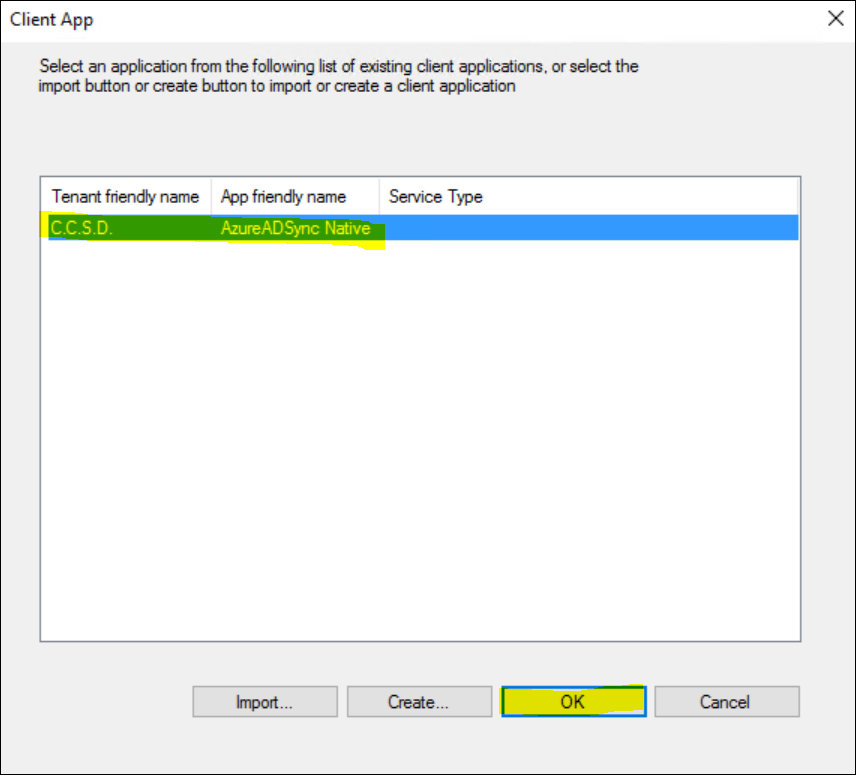 Client App
Select an application from the following list of existing client applications, or select the
import button or create button to import or create a client application
Tenant friendly name App friendly name Service Type
C.C.S.D. AzureADSync Native
Import... Create... OK Cancel